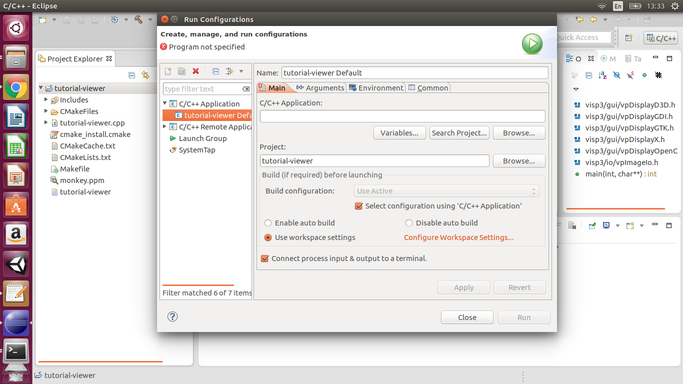 C/C++ - Eclipse
En
13:33
Quick Access
C/C++
Project Explorer
tutorial-viewer
Includes
CMakeFiles
tutorial-viewer.cpp
cmake_install.cmake
CMakeCache.txt
CMakeLists.txt
Makefile
monkey.ppm
tutorial-viewer
Run Configurations
Create, manage, and run configurations
Program not specified
type filter text
C/C++ Application
tutorial-viewer Defa
C/C++ Remote Applica
Launch Group
SystemTap
Filter matched 6 of 7 items
Name:
tutorial-viewer Default
Main
Arguments
Environment
Common
C/C++ Application:
Variables...
Search Project...
Browse...
Project:
tutorial-viewer
Browse...
Build (if required) before launching
Build configuration:
Use Active
Select configuration using 'C/C++ Application'
Enable auto build
Disable auto build
Use workspace settings
Configure Workspace Settings...
Connect process input & output to a terminal.
Apply
Revert
?
Close
Run
O
M
Ta
visp3/gui/vpDisplayD3D.h
visp3/gui/vpDisplayGDI.h
visp3/gui/vpDisplayGTK.h
visp3/gui/vpDisplayX.h
visp3/gui/vpDisplayOpenC
visp3/io/vpImageIo.h
main(int, char**) : int
tutorial-viewer